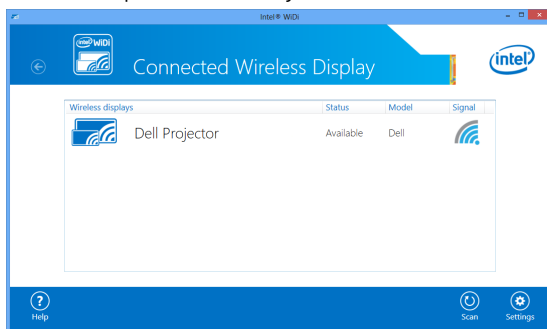 Intel® WiDi
intel WiDi
Connected Wireless Display
intel
Wireless displays Status Model Signal
Dell Projector Available Dell
? Help
Scan
Settings